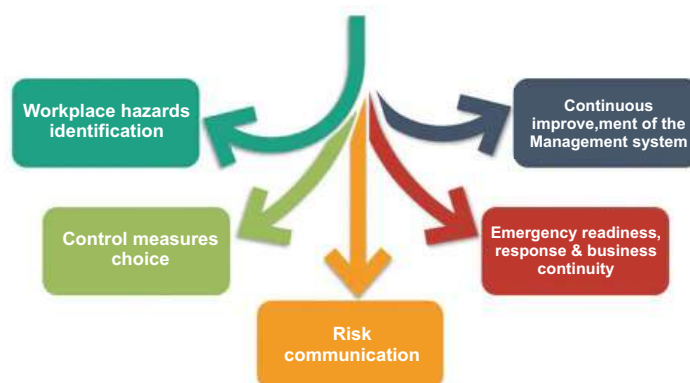 Workplace hazards
identification
Continuous
improve,ment of the
Management system
Control measures
choice
Emergency readiness,
response & business
continuity
Risk
communication